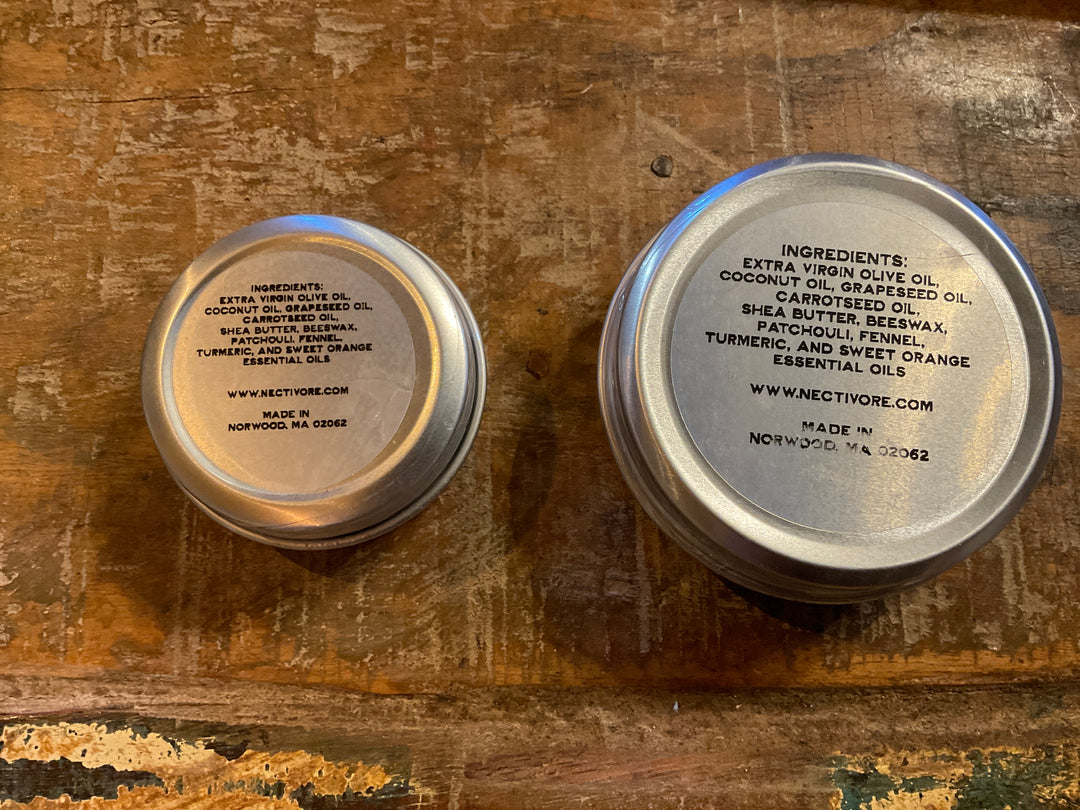 INGREDIENTS:
EXTRA VIRGIN OLIVE OIL,
COCONUT OIL, GRAPESEED OIL,
CARROTSEED OIL,
SHEA BUTTER, BEESWAX,
PATCHOULI, FENNEL,
TURMERIC, AND SWEET ORANGE
ESSENTIAL OILS
WWW.NECTIVORE.COM
MADE IN
NORWOOD, MA 02062
INGREDIENTS:
EXTRA VIRGIN OLIVE OIL,
COCONUT OIL, GRAPESEED OIL,
CARROTSEED OIL,
SHEA BUTTER, BEESWAX,
PATCHOULI, FENNEL,
TURMERIC, AND SWEET ORANGE
ESSENTIAL OILS
WWW.NECTIVORE.COM
MADE IN
NORWOOD, MA 02062